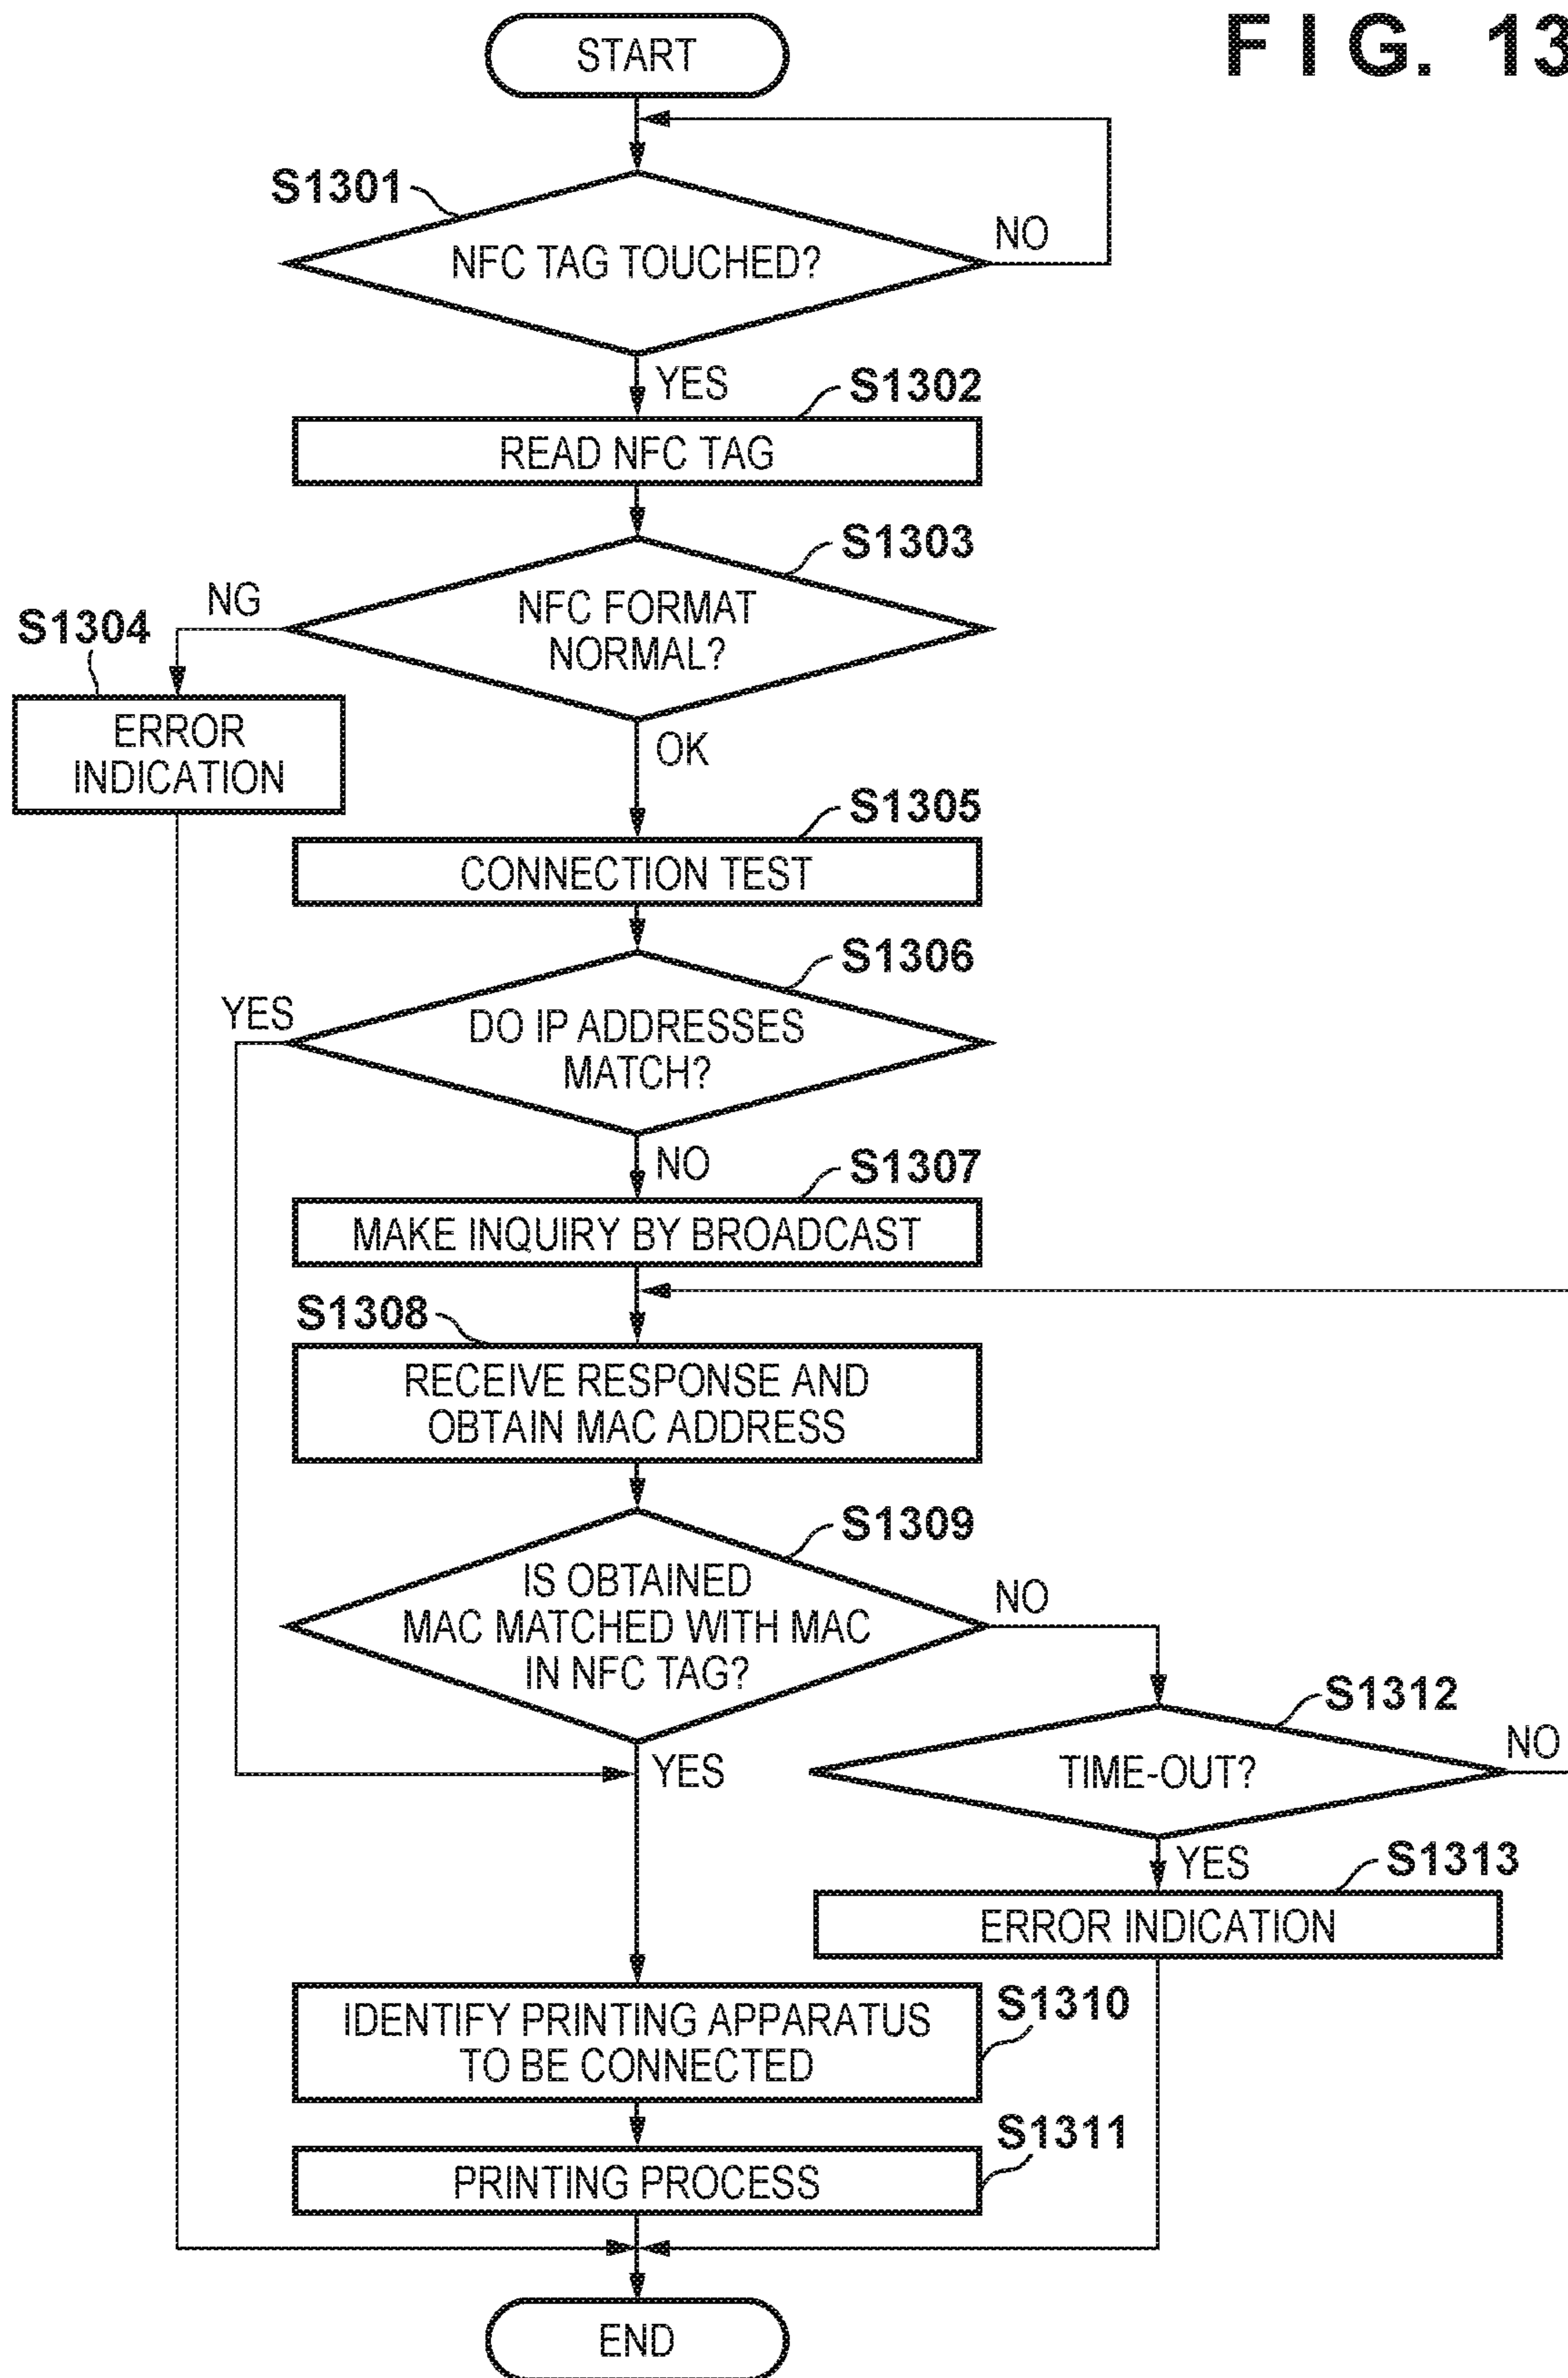 FIG. 13
START
S1301
NFC TAG TOUCHED?
NO
YES
S1302
READ NFC TAG
S1303
NFC FORMAT
NORMAL?
NG
S1304
ERROR
INDICATION
OK
S1305
CONNECTION TEST
S1306
YES
DO IP ADDRESSES
MATCH?
NO
S1307
MAKE INQUIRY BY BROADCAST
S1308
RECEIVE RESPONSE AND
OBTAIN MAC ADDRESS
S1309
IS OBTAINED
MAC MATCHED WITH MAC
IN NFC TAG?
NO
S1312
YES
TIME-OUT?
NO
YES
S1313
ERROR INDICATION
IDENTIFY PRINTING APPARATUS
TO BE CONNECTED
S1310
S1311
PRINTING PROCESS
END